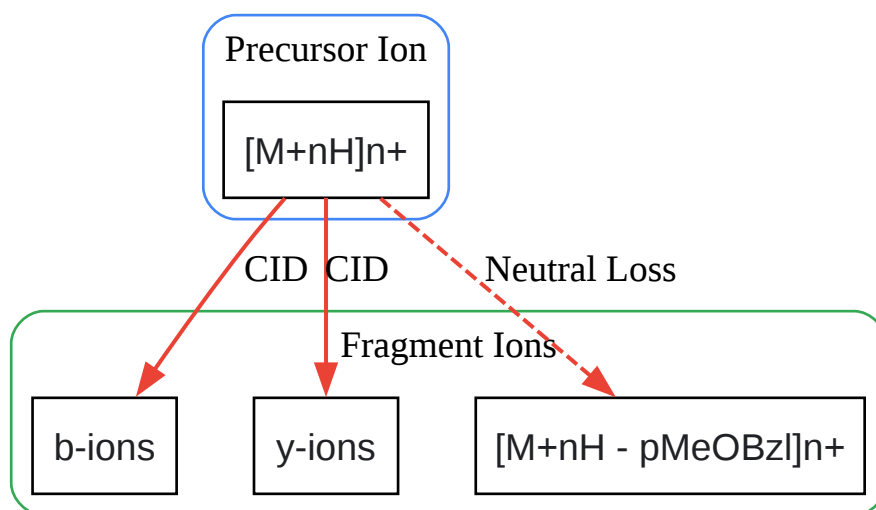 Precursor Ion
[M+nH]n+
CID
CID
Neutral Loss
Fragment Ions
b-ions
y-ions
[M+nH - pMeOBzl]n+